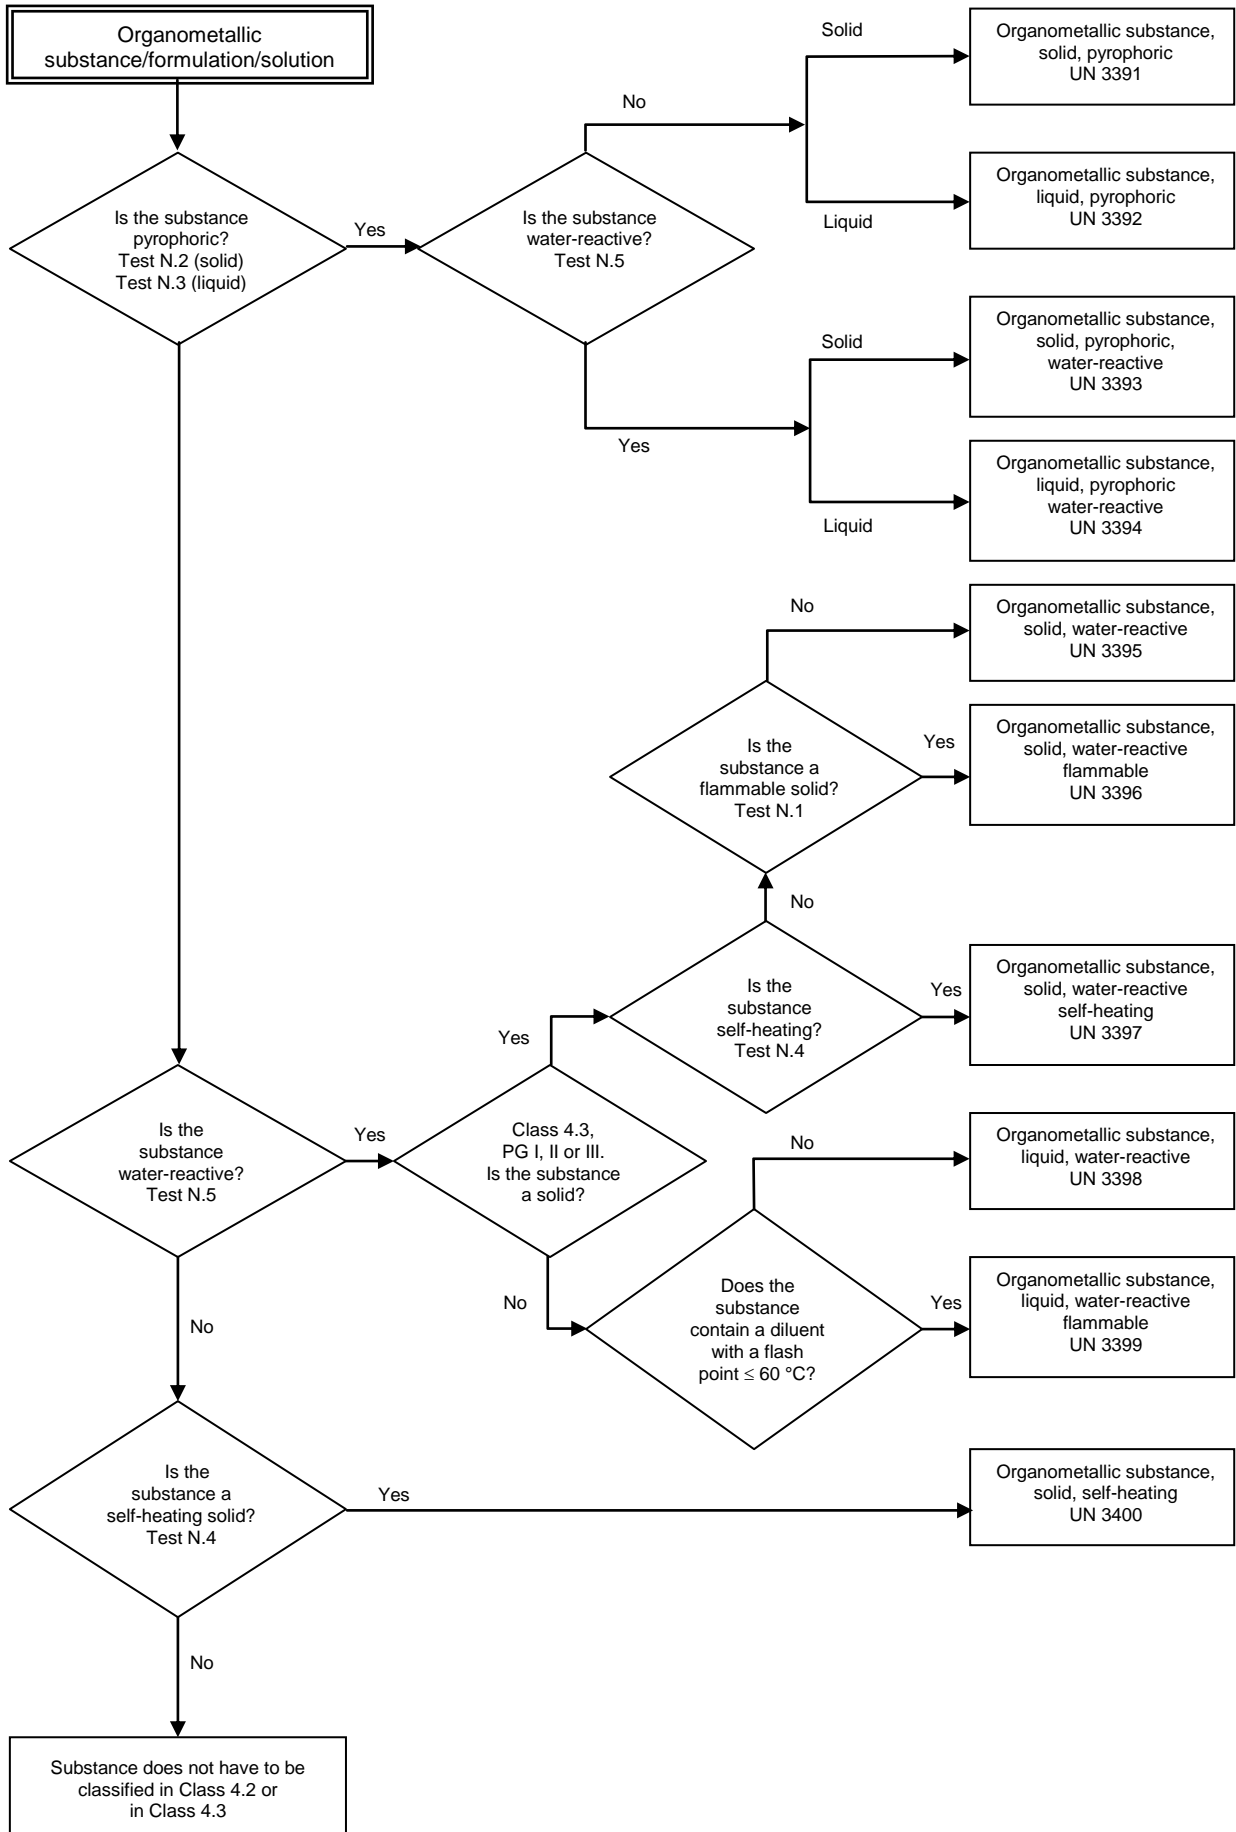 Organometallic
substance/formulation/solution
Is the substance
pyrophoric?
Test N.2 (solid)
Test N.3 (liquid)
Yes
Is the substance
water-reactive?
Test N.5
No
Solid
Organometallic substance,
solid, pyrophoric
UN 3391
Liquid
Organometallic substance,
liquid, pyrophoric
UN 3392
Yes
Solid
Organometallic substance,
solid, pyrophoric,
water-reactive
UN 3393
Liquid
Organometallic substance,
liquid, pyrophoric
water-reactive
UN 3394
No
Organometallic substance,
solid, water-reactive
UN 3395
Is the
substance a
flammable solid?
Test N.1
Yes
Organometallic substance,
solid, water-reactive
flammable
UN 3396
No
Is the
substance
self-heating?
Test N.4
Yes
Organometallic substance,
solid, water-reactive
self-heating
UN 3397
Yes
Is the
substance
water-reactive?
Test N.5
Yes
Class 4.3,
PG I, II or III.
Is the substance
a solid?
No
Organometallic substance,
liquid, water-reactive
UN 3398
No
Does the
substance
contain a diluent
with a flash
point ≤ 60 °C?
Yes
Organometallic substance,
liquid, water-reactive
flammable
UN 3399
No
Is the
substance a
self-heating solid?
Test N.4
Yes
Organometallic substance,
solid, self-heating
UN 3400
No
Substance does not have to be
classified in Class 4.2 or
in Class 4.3